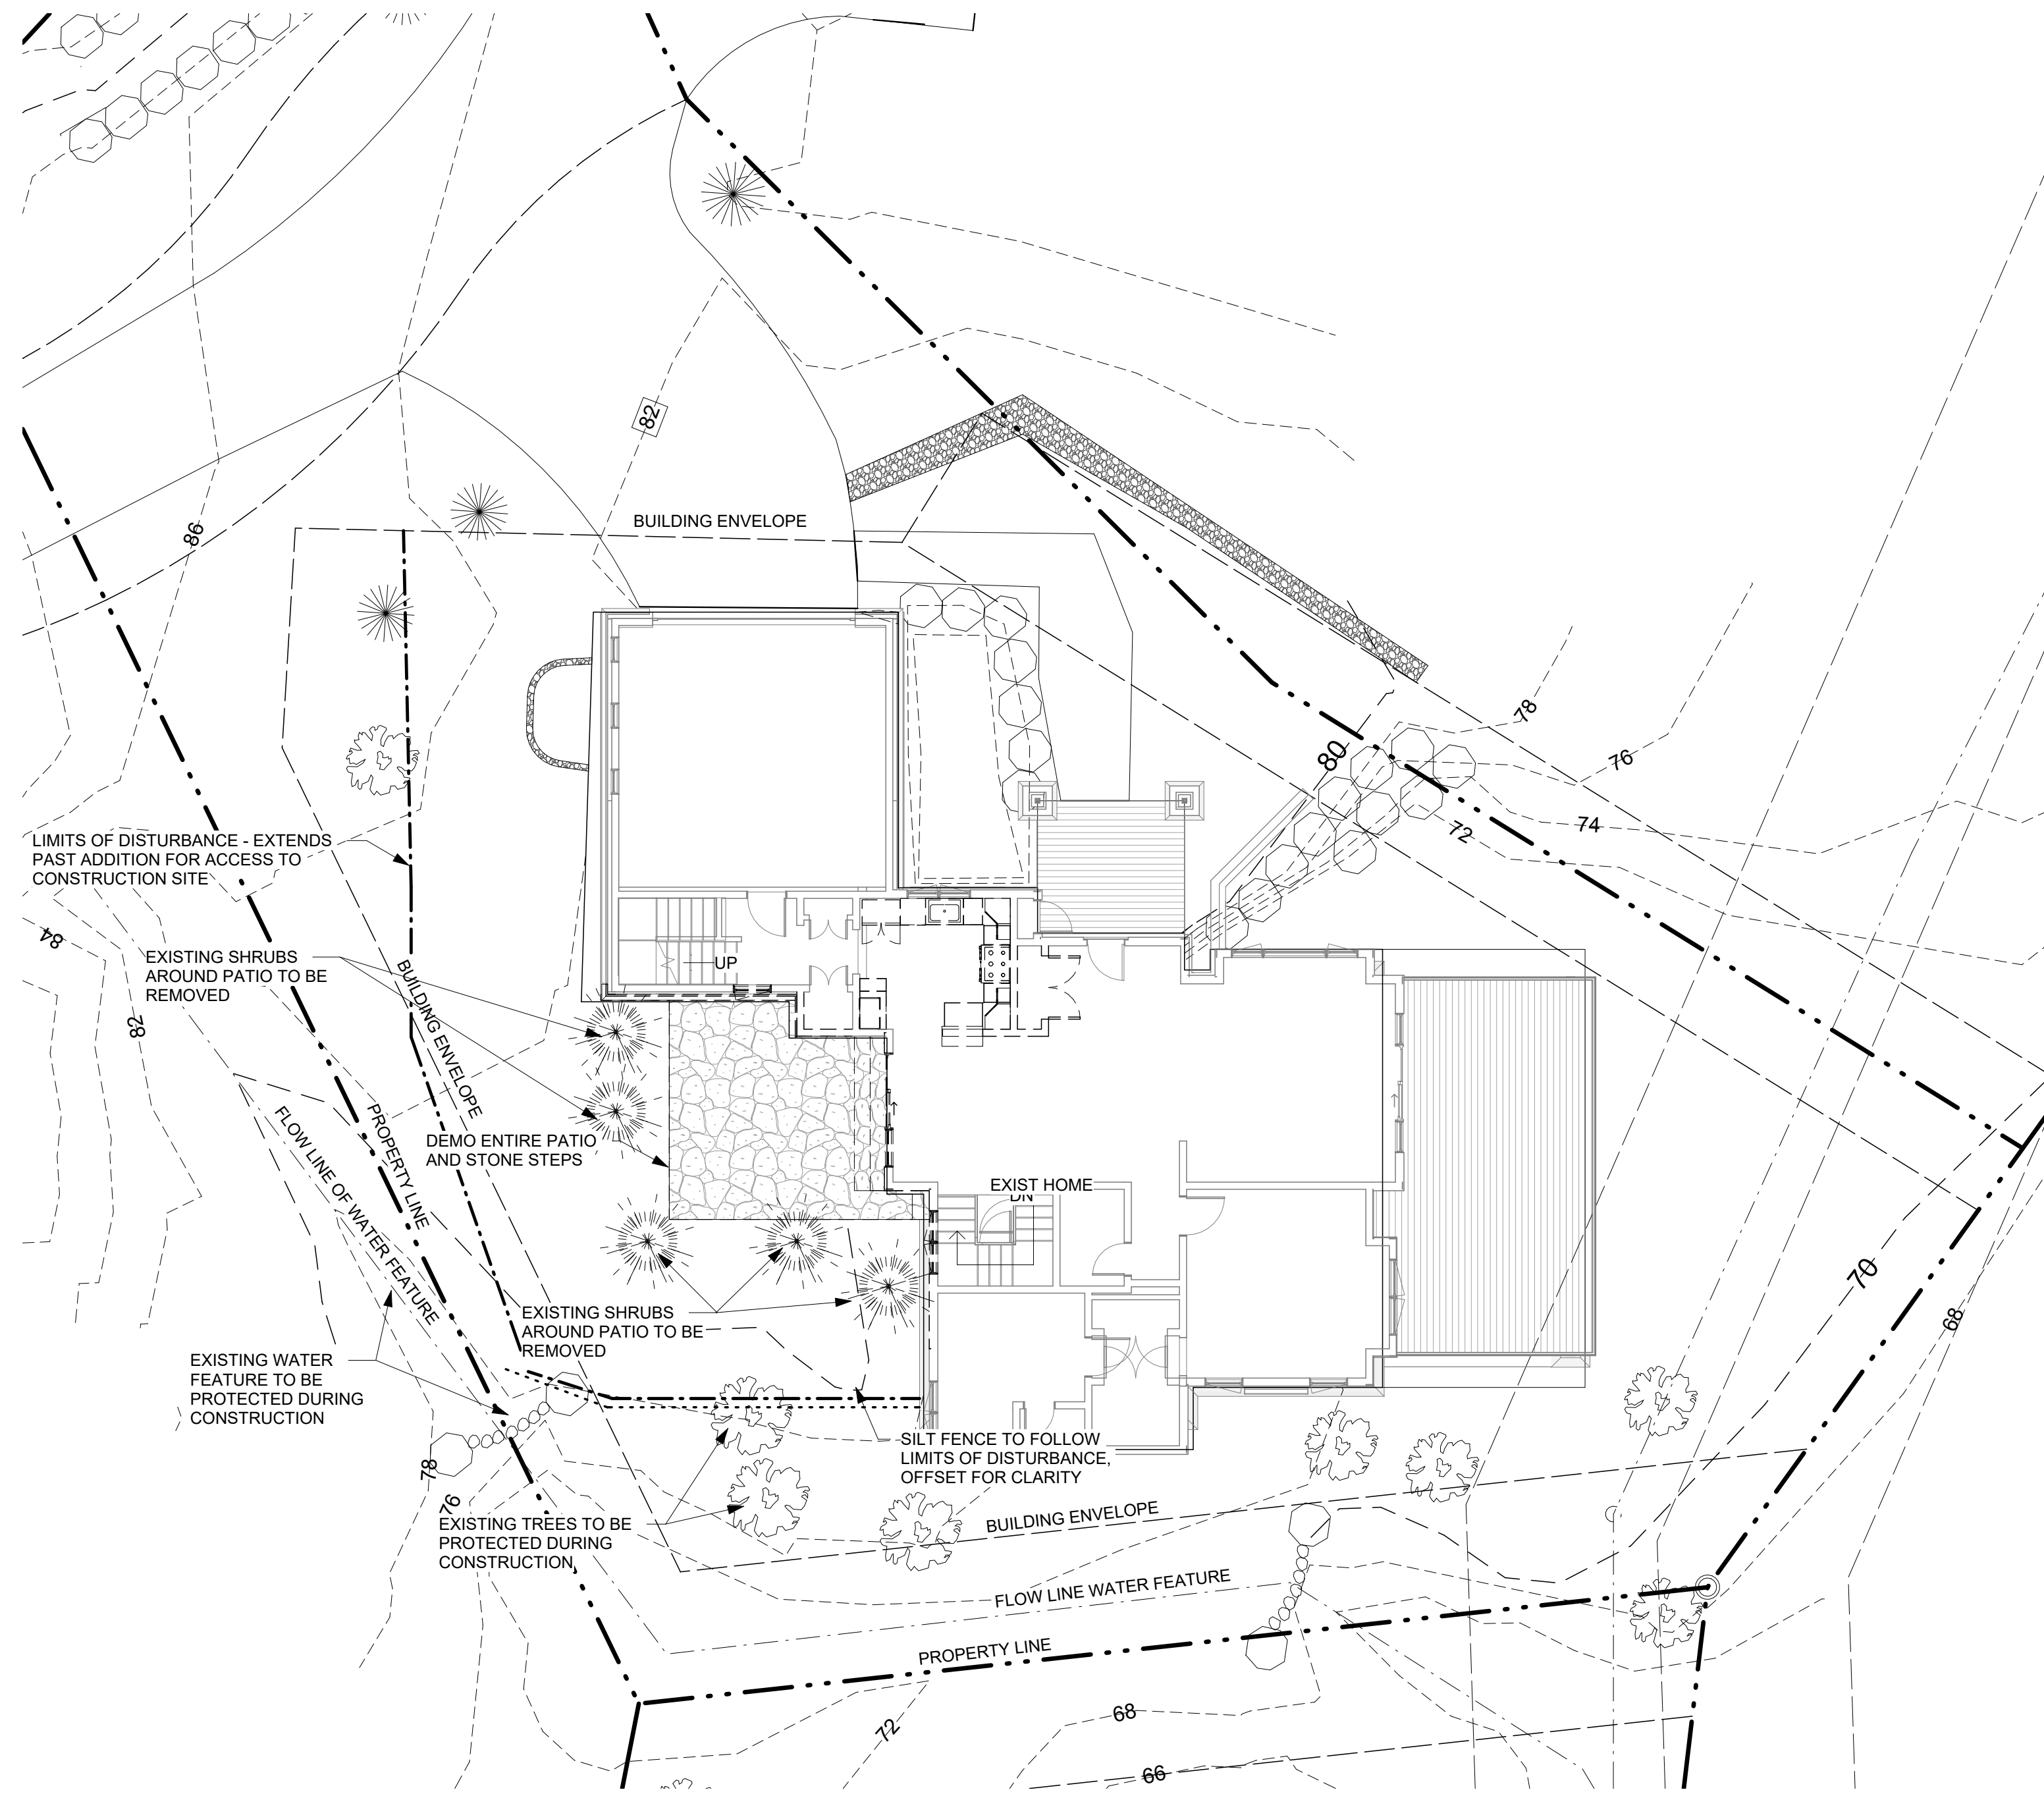 82
BUILDING ENVELOPE
86
78
80
76
74
72
LIMITS OF DISTURBANCE - EXTENDS
PAST ADDITION FOR ACCESS TO
CONSTRUCTION SITE
84
EXISTING SHRUBS
AROUND PATIO TO BE
REMOVED
UP
BUILDING ENVELOPE
82
PROPERTY LINE
FLOW LINE OF WATER FEATURE
DEMO ENTIRE PATIO
AND STONE STEPS
EXIST HOME
DN
70
68
EXISTING SHRUBS
AROUND PATIO TO BE
REMOVED
EXISTING WATER
FEATURE TO BE
PROTECTED DURING
CONSTRUCTION
SILT FENCE TO FOLLOW
LIMITS OF DISTURBANCE,
OFFSET FOR CLARITY
78
76
EXISTING TREES TO BE
PROTECTED DURING
CONSTRUCTION
BUILDING ENVELOPE
FLOW LINE WATER FEATURE
PROPERTY LINE
72
68
66